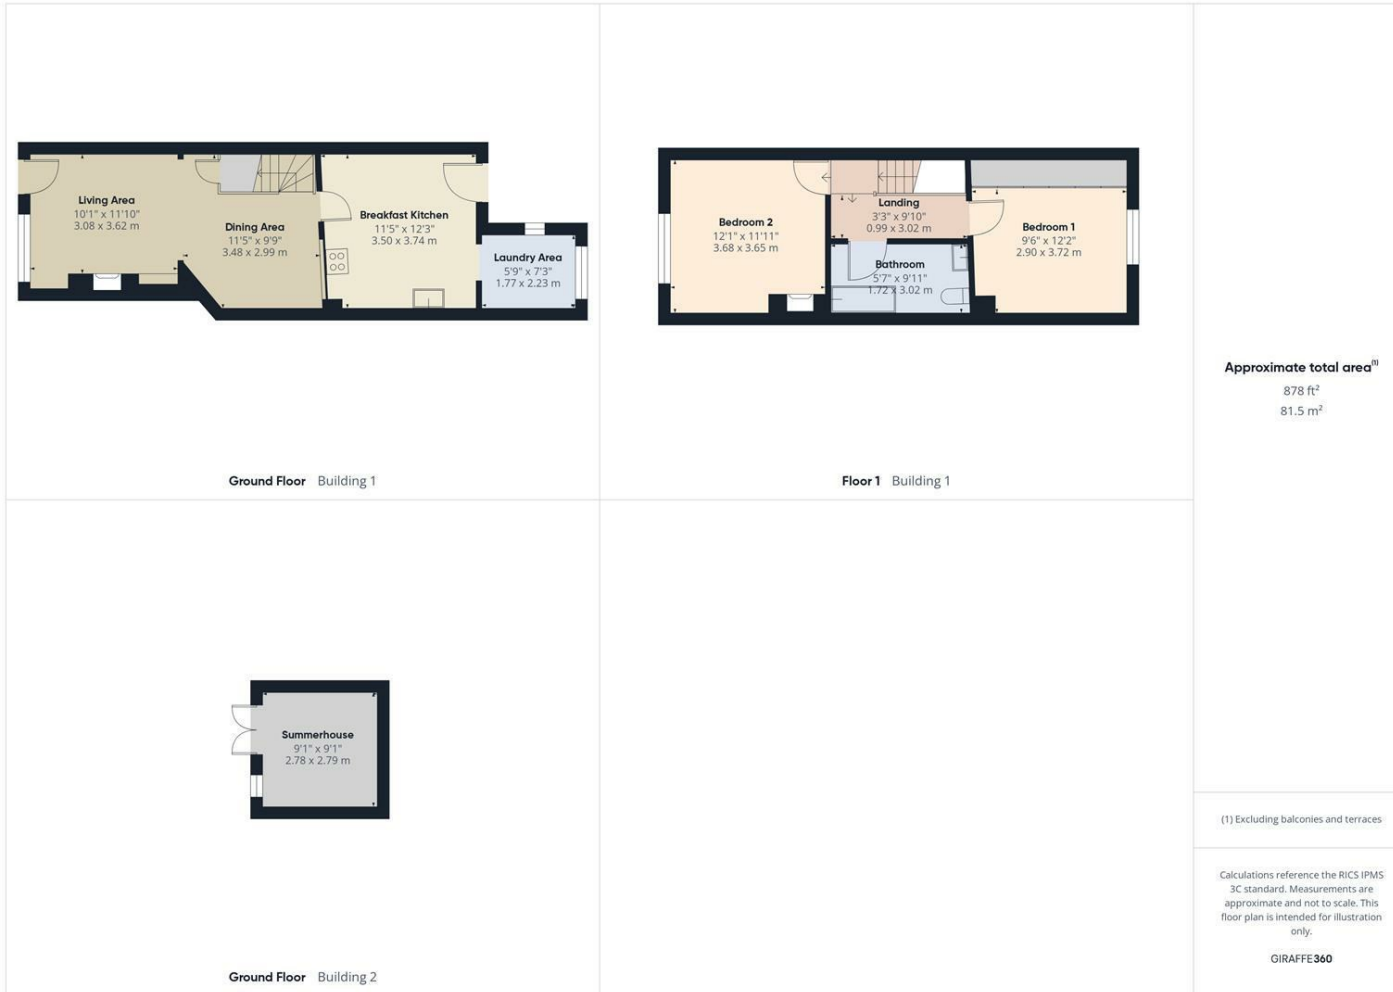 Living Area
10'1" x 11'10"
3.08 x 3.62 m
Dining Area
11'5" x 9'9"
3.48 x 2.99 m
Breakfast Kitchen
11'5" x 12'3"
3.50 x 3.74 m
Laundry Area
5'9" x 7'3"
1.77 x 2.23 m
Ground Floor Building 1
Bedroom 2
12'1" x 11'11"
3.68 x 3.65 m
Landing
3'3" x 9'10"
0.99 x 3.02 m
Bathroom
5'7" x 9'11"
1.72 x 3.02 m
Bedroom 1
9'6" x 12'2"
2.90 x 3.72 m
Floor 1 Building 1
Summerhouse
9'1" x 9'1"
2.78 x 2.79 m
Ground Floor Building 2
Approximate total area(1)
878 ft²
81.5 m²
(1) Excluding balconies and terraces
Calculations reference the RICS IPMS
3C standard. Measurements are
approximate and not to scale. This
floor plan is intended for illustration
only.
GIRAFFE360